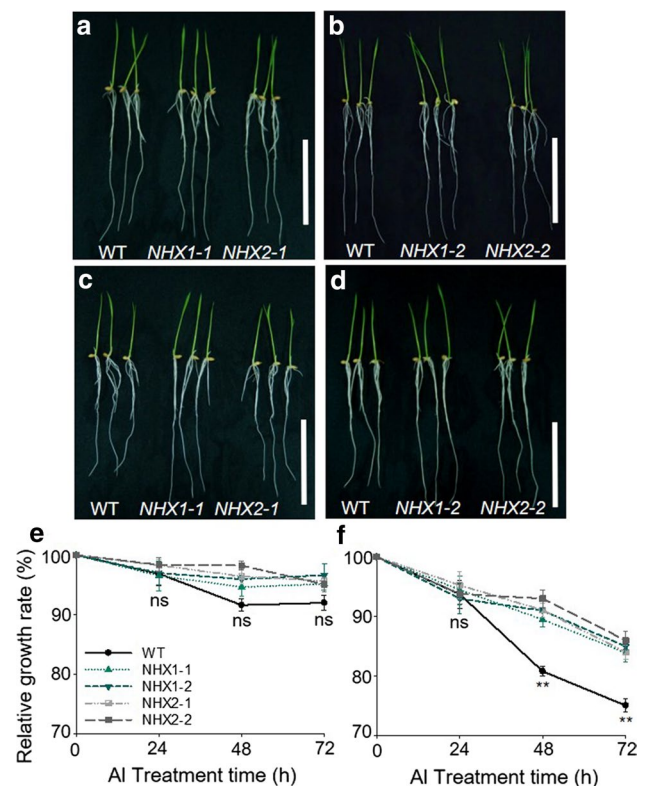 a
b
WT NHX1-1 NHX2-1
WT NHX1-2 NHX2-2
c
d
WT NHX1-1 NHX2-1
WT NHX1-2 NHX2-2
e
f
Relative growth rate (%)
100
90
80
70
ns
ns
ns
WT
NHX1-1
NHX1-2
NHX2-1
NHX2-2
0 24 48 72
Al Treatment time (h)
100
90
80
70
ns
**
**
0 24 48 72
Al Treatment time (h)